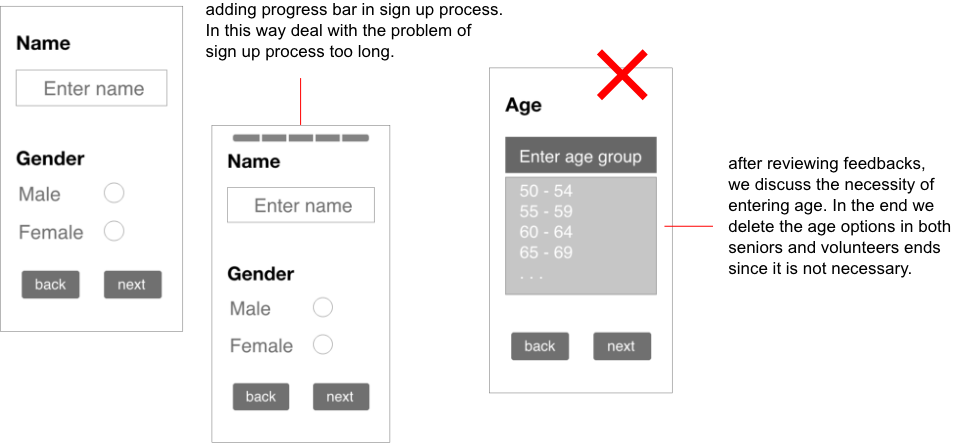 Name
Enter name
Gender
Male
Female
back
next
adding progress bar in sign up process.
In this way deal with the problem of
sign up process too long.
Name
Enter name
Gender
Male
Female
back
next
Age
Enter age group
50 - 54
55 - 59
60 - 64
65 - 69
. . .
back
next
after reviewing feedbacks,
we discuss the necessity of
entering age. In the end we
delete the age options in both
seniors and volunteers ends
since it is not necessary.